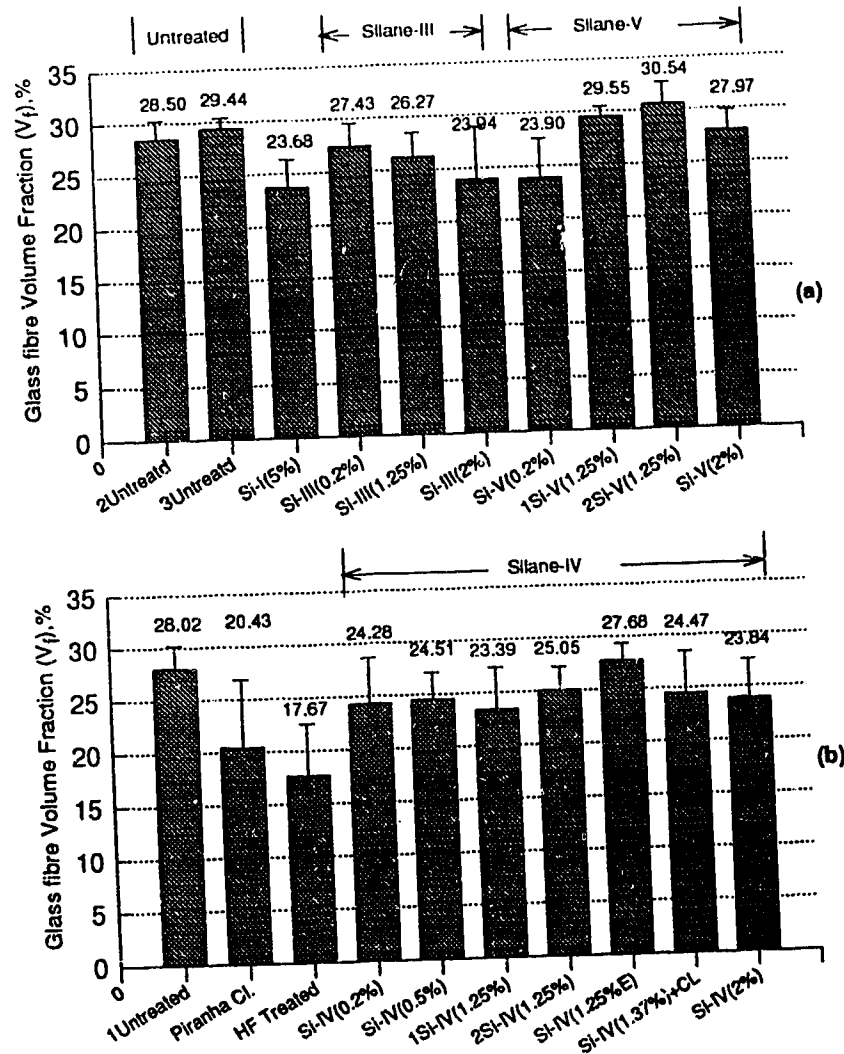 Untreated Silane-III Silane-V
Glass fibre Volume Fraction (Vf),%
35
30
25
20
15
10
5
0
28.50 29.44 23.68 27.43 26.27 23.94 23.90 29.55 30.54 27.97
(a)
0 2Untreatd 3Untreatd Si-I(5%) Si-III(0.2%) Si-III(1.25%) Si-III(2%) Si-V(0.2%) 1Si-V(1.25%) 2Si-V(1.25%) Si-V(2%)
Silane-IV
Glass fibre Volume Fraction (Vf),%
35
30
25
20
15
10
5
0
28.02 20.43 17.67 24.28 24.51 23.39 25.05 27.68 24.47 23.84
(b)
0 1Untreated Piranha Cl. HF Treated Si-IV(0.2%) Si-IV(0.5%) 1Si-IV(1.25%) 2Si-IV(1.25%) Si-IV(1.25%E) Si-IV(1.37%)+CL Si-IV(2%)